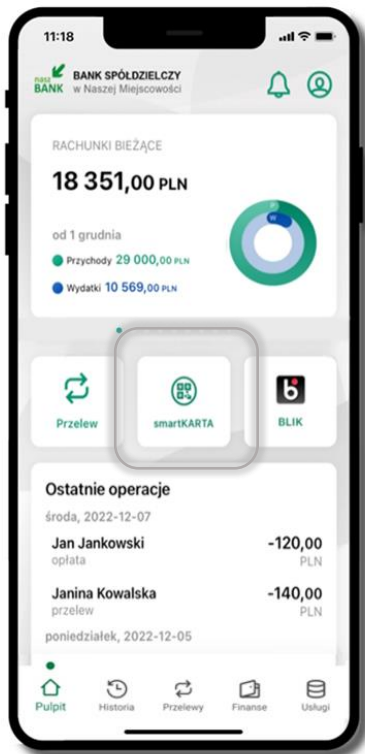 11:18
nasz
BANK
BANK SPÓŁDZIELCZY
w Naszej Miejscowości
RACHUNKI BIEŻĄCE
18 351,00 PLN
od 1 grudnia
Przychody 29 000,00 PLN
Wydatki 10 569,00 PLN
P
W
Przelew
smartKARTA
BLIK
Ostatnie operacje
środa, 2022-12-07
Jan Jankowski -120,00
opłata PLN
Janina Kowalska -140,00
przelew PLN
poniedziałek, 2022-12-05
Pulpit Historia Przelewy Finanse Usługi